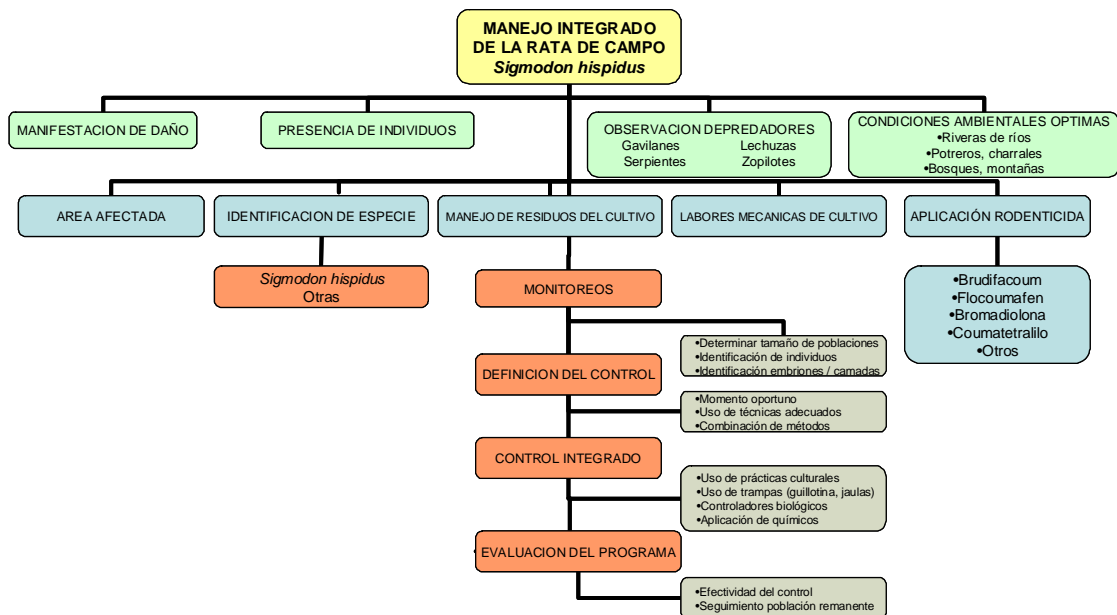 MANEJO INTEGRADO
DE LA RATA DE CAMPO
Sigmodon hispidus
MANIFESTACION DE DAÑO
PRESENCIA DE INDIVIDUOS
OBSERVACION DEPREDADORES
Gavilanes Lechuzas
Serpientes Zopilotes
CONDICIONES AMBIENTALES OPTIMAS
•Riveras de ríos
•Potreros, charrales
•Bosques, montañas
AREA AFECTADA
IDENTIFICACION DE ESPECIE
MANEJO DE RESIDUOS DEL CULTIVO
LABORES MECANICAS DE CULTIVO
APLICACIÓN RODENTICIDA
Sigmodon hispidus
Otras
•Brudifacoum
•Flocoumafen
•Bromadiolona
•Coumatetralilo
•Otros
MONITOREOS
•Determinar tamaño de poblaciones
•Identificación de individuos
•Identificación embriones / camadas
DEFINICION DEL CONTROL
•Momento oportuno
•Uso de técnicas adecuados
•Combinación de métodos
CONTROL INTEGRADO
•Uso de prácticas culturales
•Uso de trampas (guillotina, jaulas)
•Controladores biológicos
•Aplicación de químicos
•EVALUACION DEL PROGRAMA
•Efectividad del control
•Seguimiento población remanente